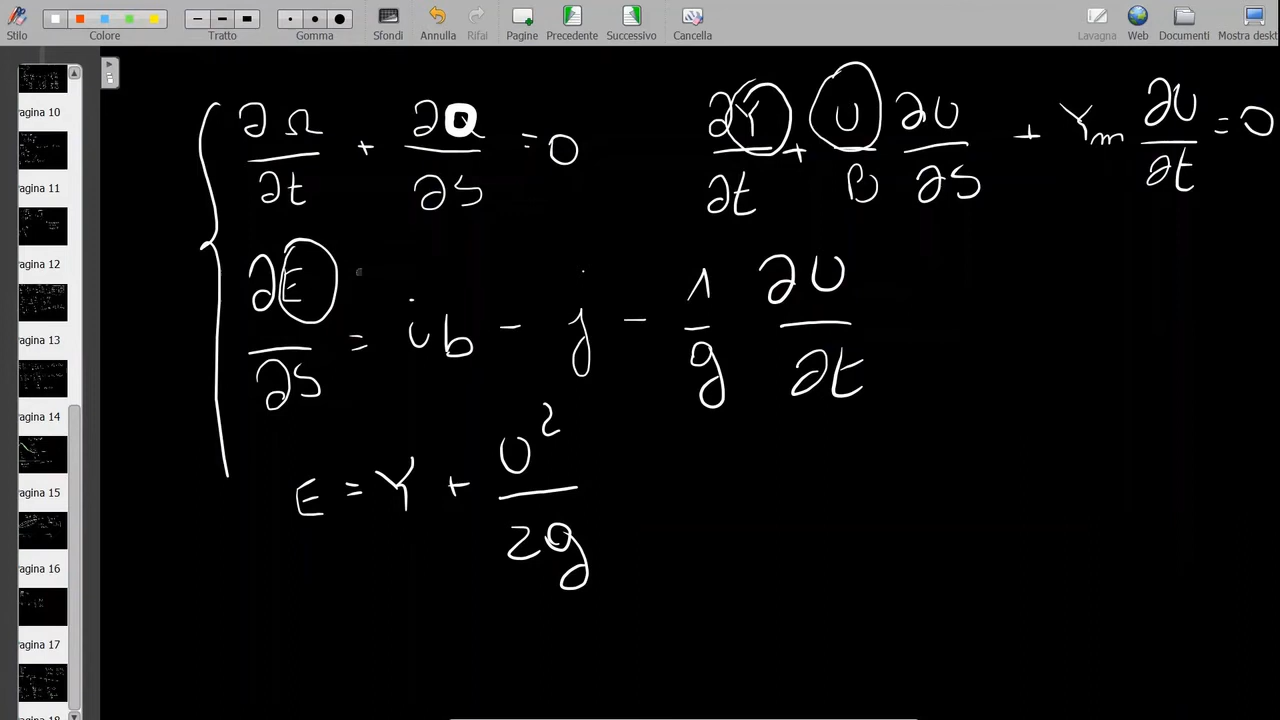 Stilo Colore Tratto Gomma Sfondi Annulla Rifai Pagine Precedente Successivo Cancella Lavagna Web Documenti Mostra deskt
agina 10
agina 11
agina 12
agina 13
agina 14
agina 15
agina 16
agina 17
∂Ω/∂t + ∂Q/∂S = 0
∂Y/∂t + U/B ∂U/∂S + Ym ∂U/∂t = 0
∂E/∂S = ib - j - 1/g ∂U/∂t
E = Y + U²/2g